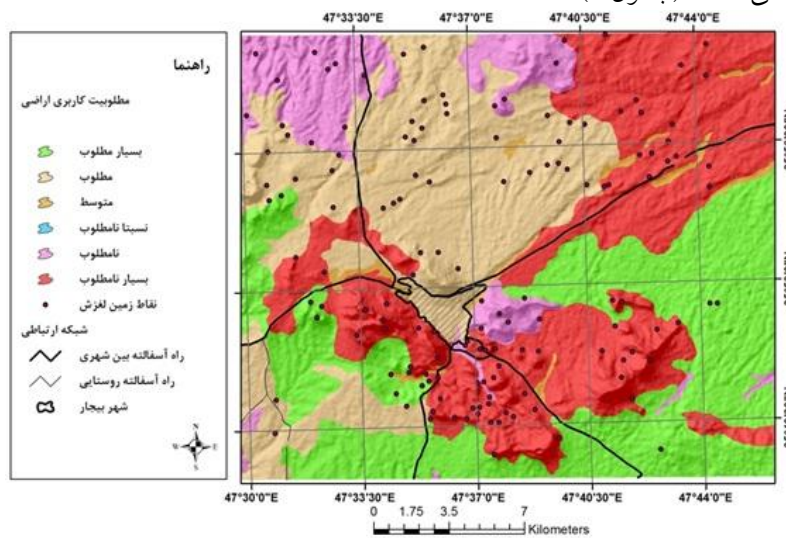 47°33'30"E 47°37'0"E 47°40'30"E 47°44'0"E
راهنما
مطلوبیت کاربری اراضی
بسیار مطلوب
مطلوب
متوسط
نسبتا نامطلوب
نامطلوب
بسیار نامطلوب
نقاط زمین لغزش
شبکه ارتباطی
راه آسفالته بین شهری
راه آسفالته روستایی
شهر بیجار
N
W E
S
47°30'0"E 47°33'30"E 47°37'0"E 47°40'30"E 47°44'0"E
0 1.75 3.5 7
Kilometers